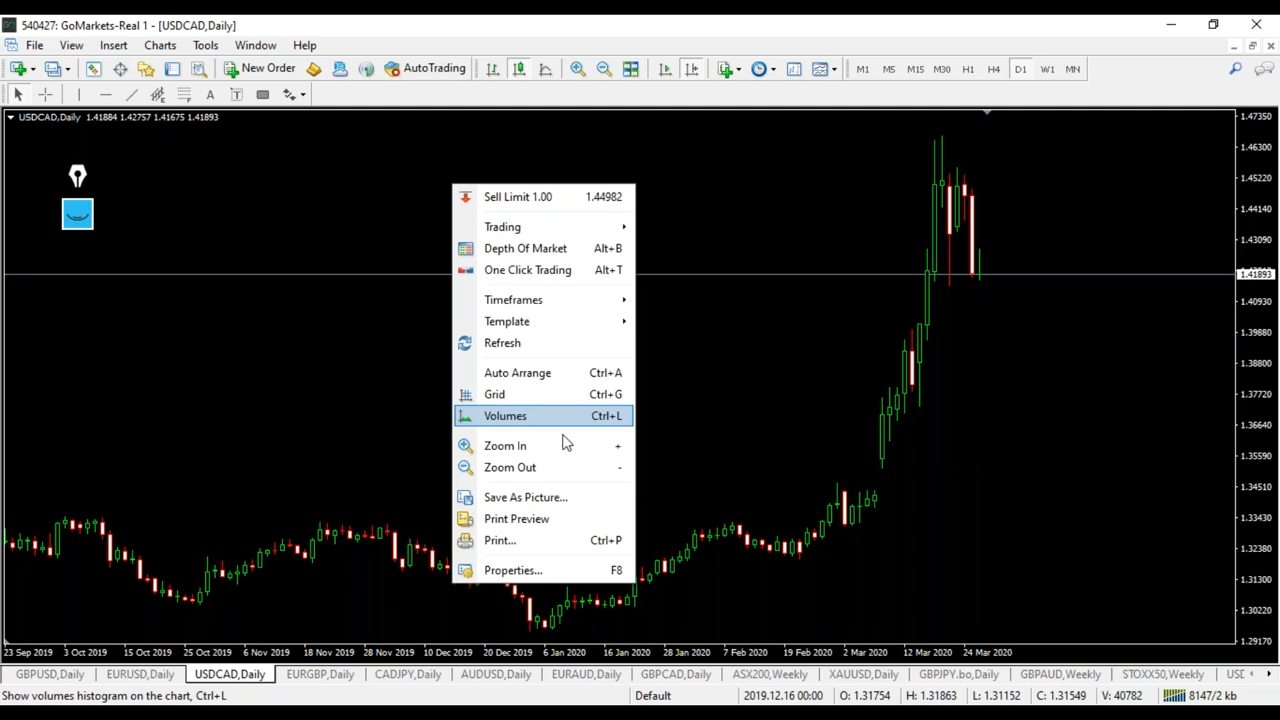 540427: GoMarkets-Real 1 - [USDCAD,Daily]
File View Insert Charts Tools Window Help
New Order AutoTrading M1 M5 M15 M30 H1 H4 D1 W1 MN
A T
USDCAD,Daily 1.41884 1.42757 1.41675 1.41893
1.47350
1.46300
1.45220
1.44140
1.43090
1.41893
1.40930
1.39880
1.38800
1.37720
1.36640
1.35590
1.34510
1.33430
1.32380
1.31300
1.30220
1.29170
Sell Limit 1.00 1.44982
Trading
Depth Of Market Alt+B
One Click Trading Alt+T
Timeframes
Template
Refresh
Auto Arrange Ctrl+A
Grid Ctrl+G
Volumes Ctrl+L
Zoom In +
Zoom Out -
Save As Picture...
Print Preview
Print... Ctrl+P
Properties... F8
23 Sep 2019 3 Oct 2019 15 Oct 2019 25 Oct 2019 6 Nov 2019 18 Nov 2019 28 Nov 2019 10 Dec 2019 20 Dec 2019 6 Jan 2020 16 Jan 2020 28 Jan 2020 7 Feb 2020 19 Feb 2020 2 Mar 2020 12 Mar 2020 24 Mar 2020
GBPUSD,Daily EURUSD,Daily USDCAD,Daily EURGBP,Daily CADJPY,Daily AUDUSD,Daily EURAUD,Daily GBPCAD,Daily ASX200,Weekly XAUUSD,Daily GBPJPY.bo,Daily GBPAUD,Weekly STOXX50,Weekly USD
Show volumes histogram on the chart, Ctrl+L Default 2019.12.16 00:00 O: 1.31754 H: 1.31863 L: 1.31152 C: 1.31549 V: 40782 8147/2 kb